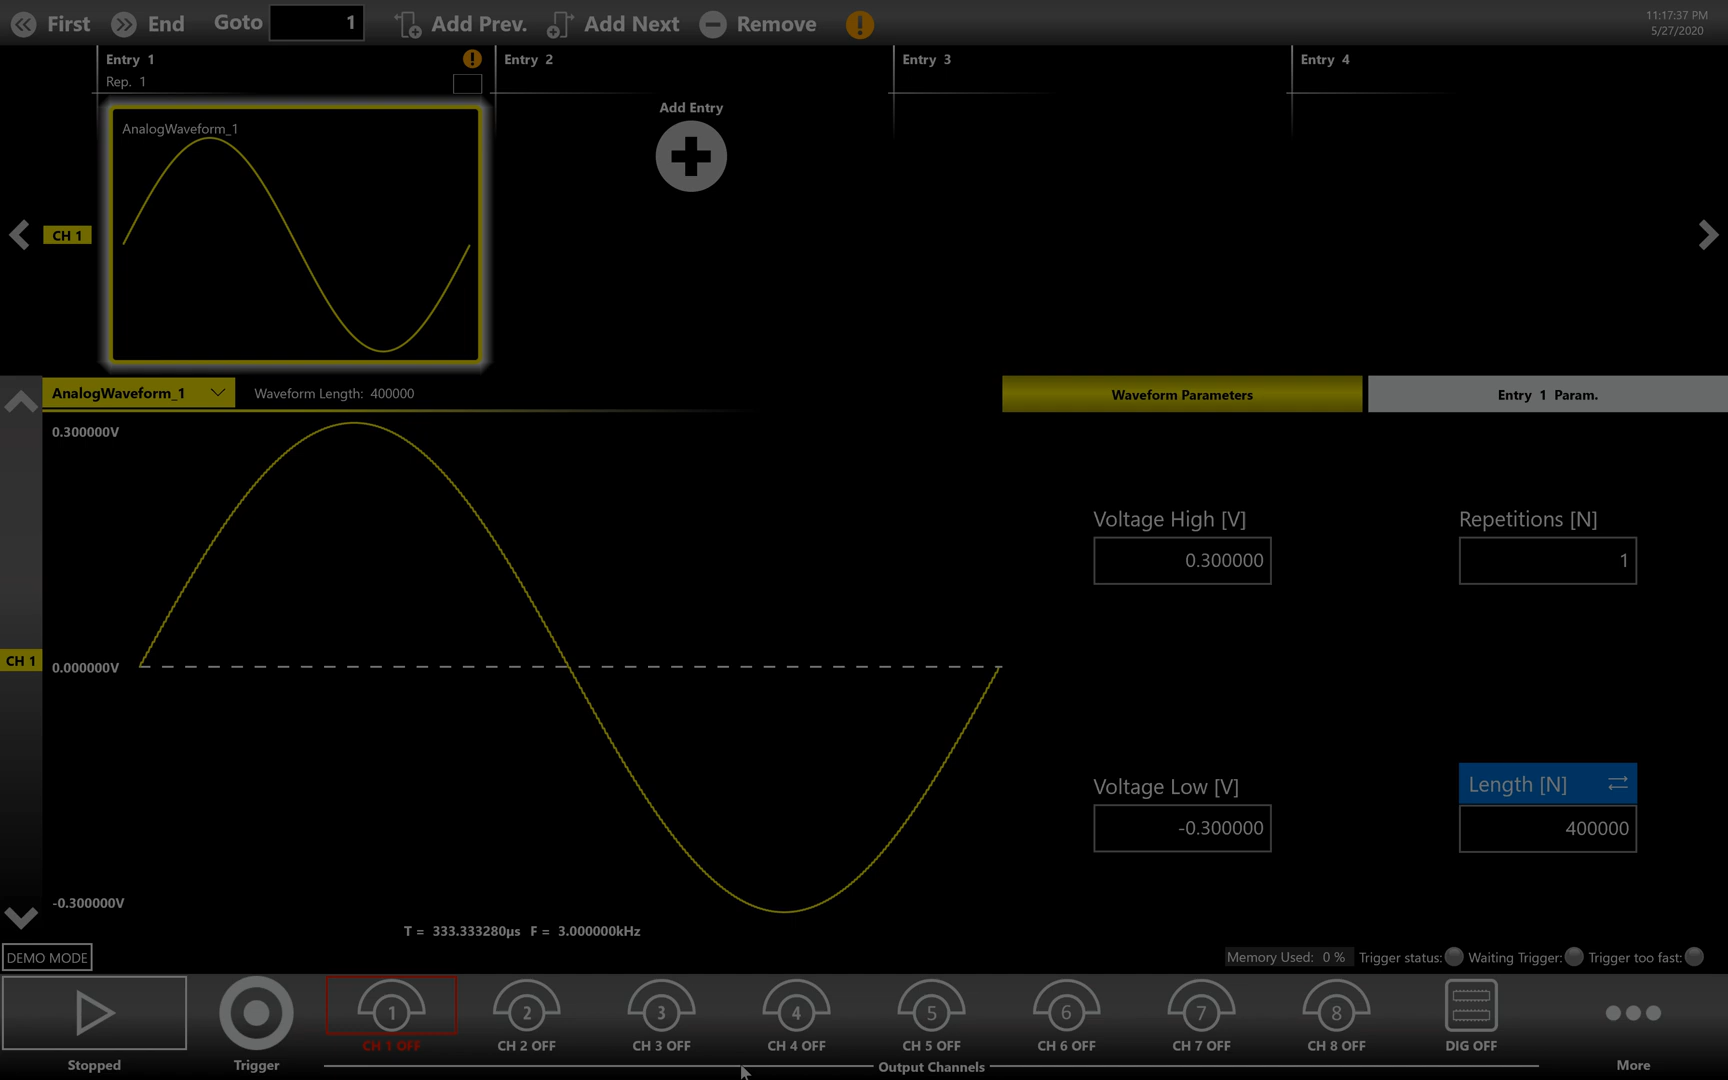 First
End
Goto
1
Add Prev.
Add Next
Remove
11:17:37 PM
5/27/2020
Entry 1
Rep. 1
Entry 2
Entry 3
Entry 4
Add Entry
AnalogWaveform_1
CH 1
AnalogWaveform_1
Waveform Length: 400000
Waveform Parameters
Entry 1 Param.
0.300000V
Voltage High [V]
0.300000
Repetitions [N]
1
CH 1
0.000000V
Voltage Low [V]
-0.300000
Length [N]
400000
-0.300000V
T = 333.333280µs F = 3.000000kHz
DEMO MODE
Memory Used: 0 %
Trigger status:
Waiting Trigger:
Trigger too fast:
1
2
3
4
5
6
7
8
CH 1 OFF
CH 2 OFF
CH 3 OFF
CH 4 OFF
CH 5 OFF
CH 6 OFF
CH 7 OFF
CH 8 OFF
DIG OFF
Stopped
Trigger
Output Channels
More